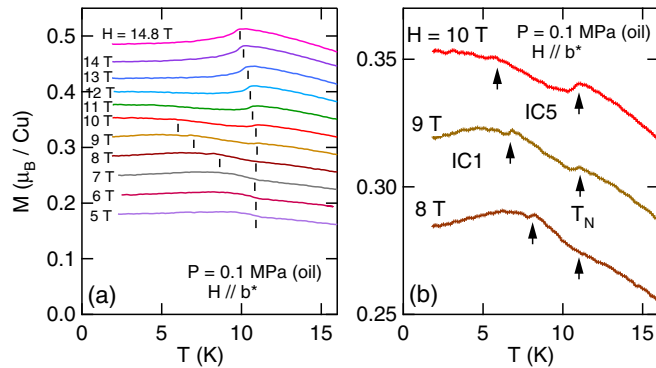 0.5
0.4
0.3
0.2
0.1
0.0
M (μB / Cu)
H = 14.8 T
14 T
13 T
12 T
11 T
10 T
9 T
8 T
7 T
6 T
5 T
P = 0.1 MPa (oil)
H // b*
(a)
0
5
10
15
T (K)
0.35
0.30
0.25
H = 10 T
P = 0.1 MPa (oil)
H // b*
IC5
9 T
IC1
TN
8 T
(b)
0
5
10
15
T (K)